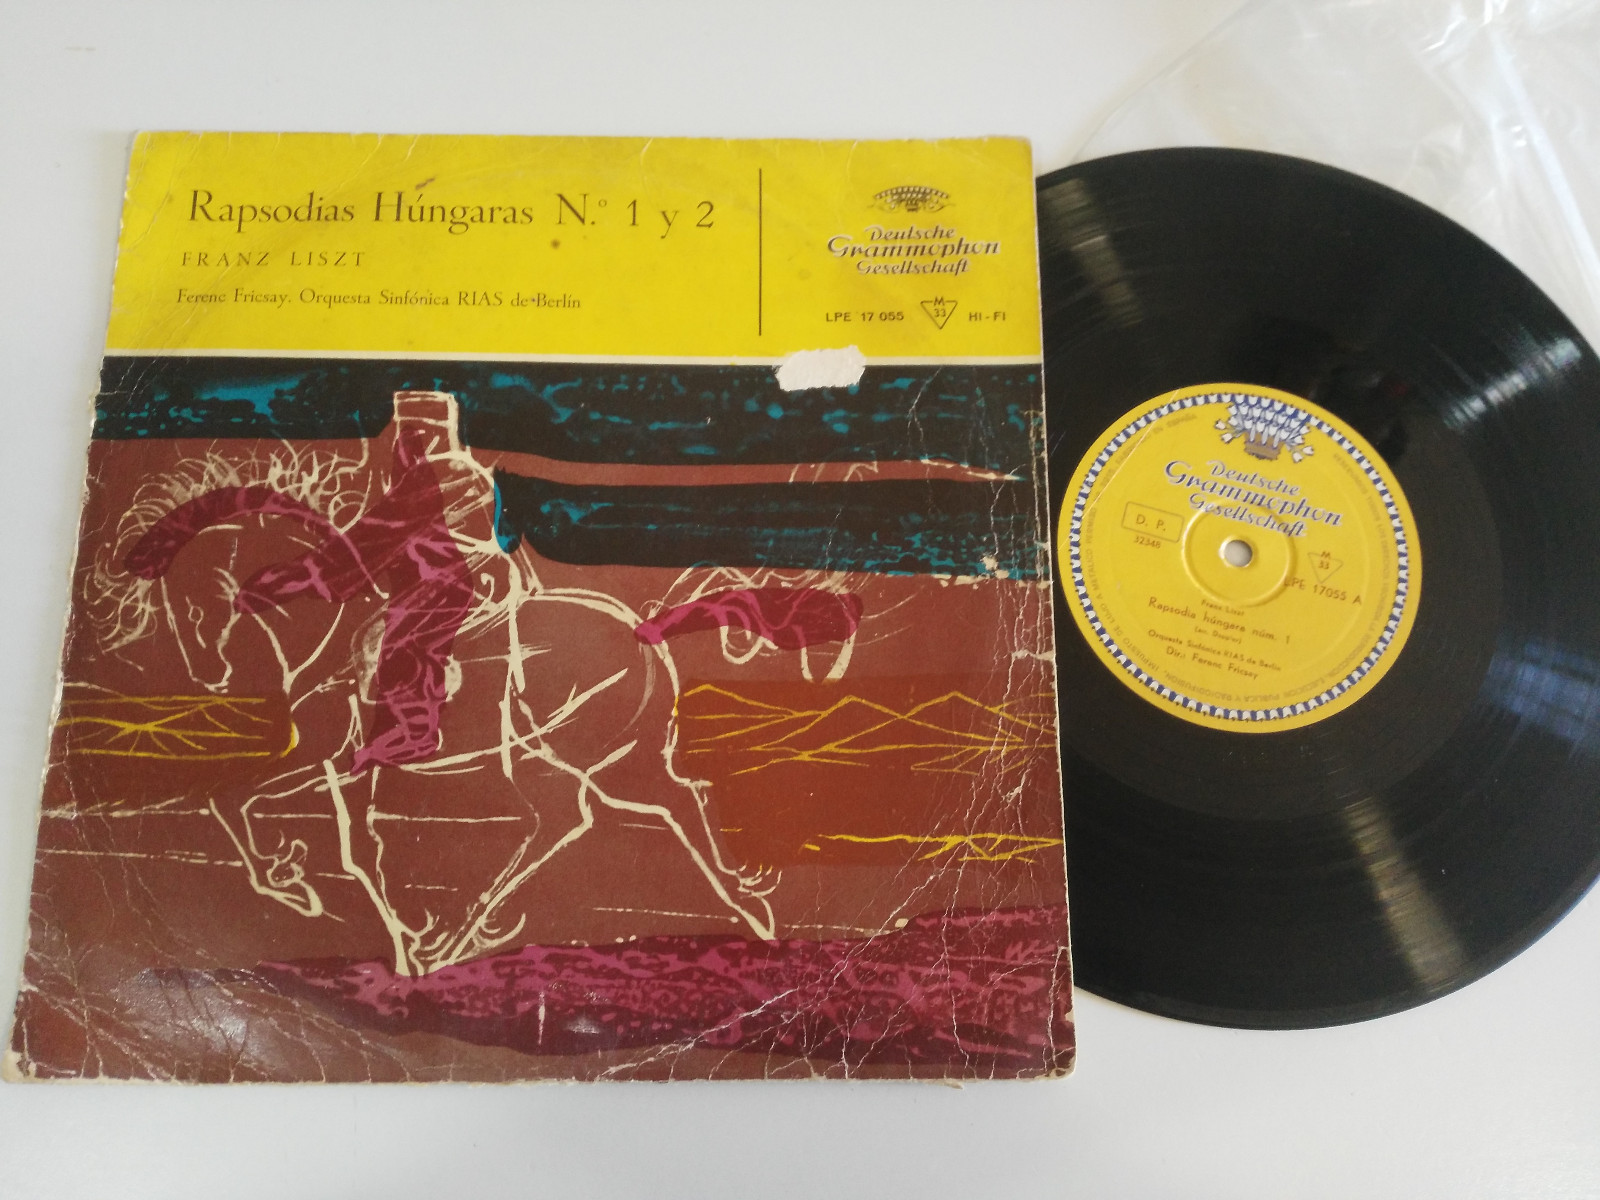 Rapsodias Húngaras N.º 1 y 2
FRANZ LISZT
Ferenc Fricsay. Orquesta Sinfónica RIAS de Berlín
Deutsche
Grammophon
Gesellschaft
LPE 17 055
M
33
HI-FI
Deutsche
Grammophon
Gesellschaft
D. P.
32348
M
33
LPE 17055 A
Franz Liszt
Rapsodia húngara núm. 1
Orquesta Sinfónica RIAS de Berlín
Dir.: Ferenc Fricsay